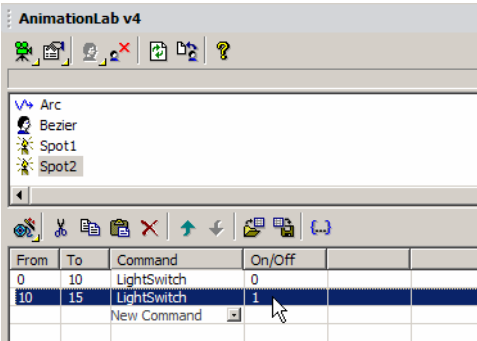 AnimationLab v4
Arc
Bezier
Spot1
Spot2
{...}
From To Command On/Off
0 10 LightSwitch 0
10 15 LightSwitch 1
New Command